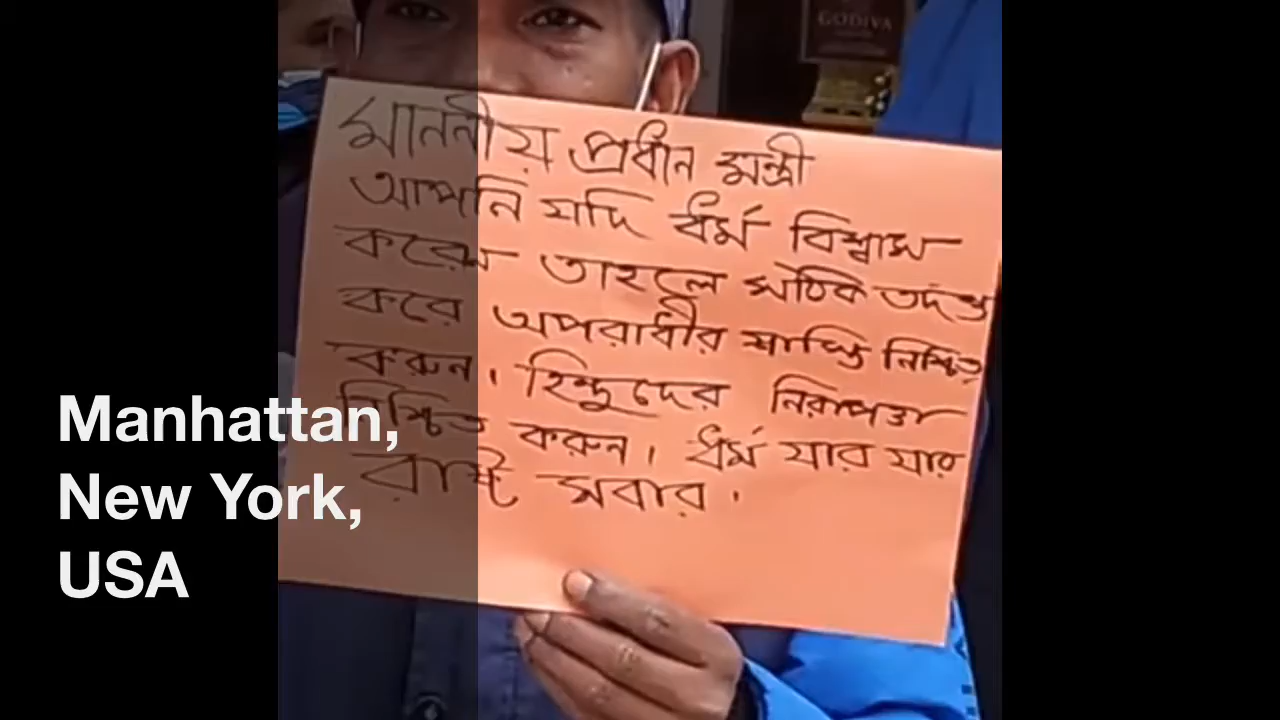 GODIVA
মাননীয় প্রধান মন্ত্রী
আপনি যদি ধর্ম বিশ্বাস
করেন তাহলে সঠিক তদন্ত
করে অপরাধীর শাস্তি নিশ্চিত
করুন। হিন্দুদের নিরাপত্তা
নিশ্চিত করুন। ধর্ম যার যার
রাষ্ট্র সবার।
Manhattan,
New York,
USA